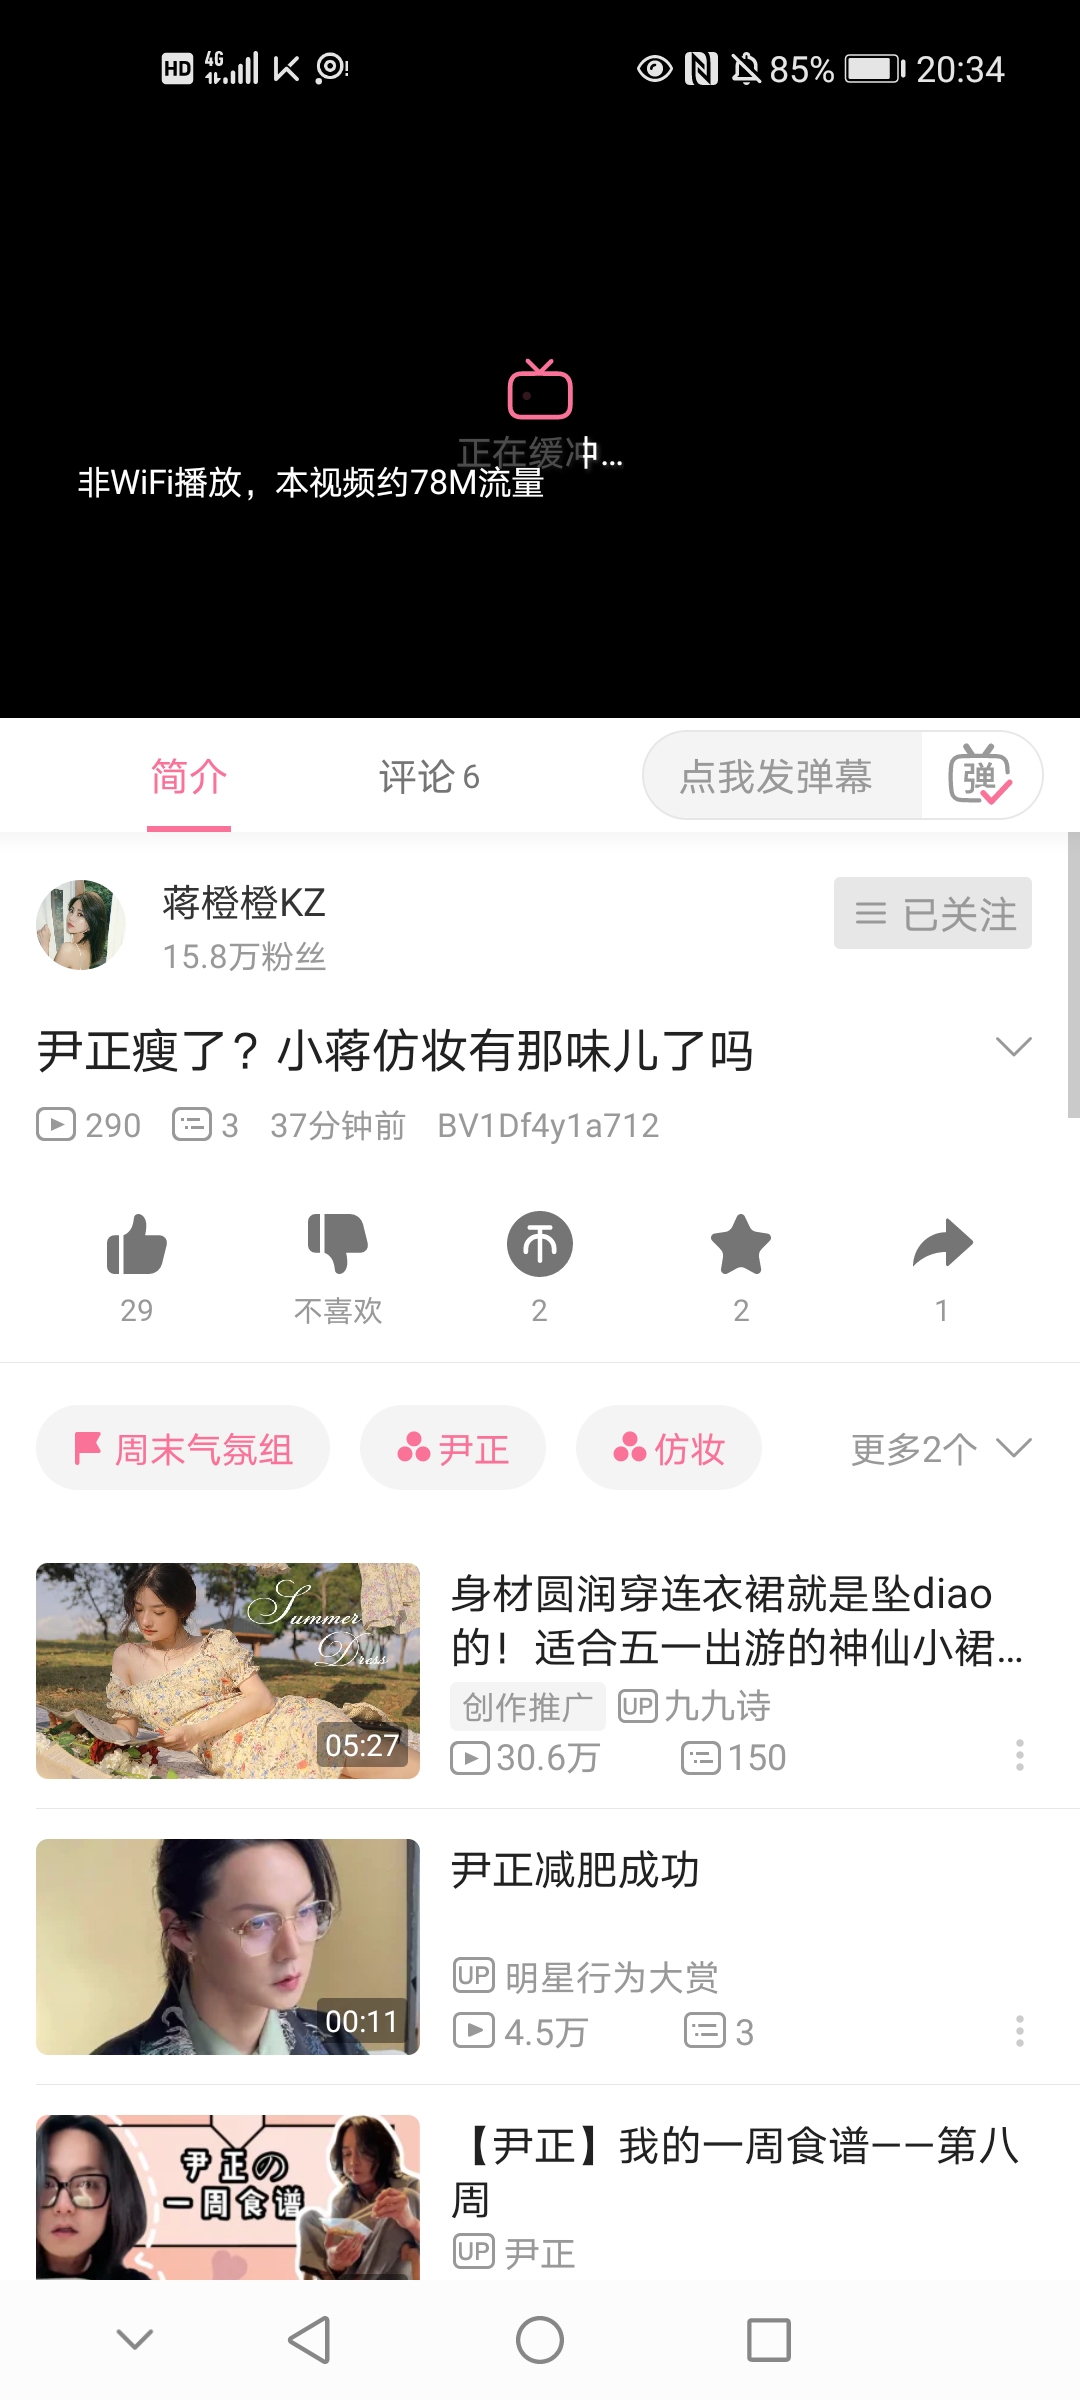 HD 4G 85% 20:34
正在缓冲...
非WiFi播放，本视频约78M流量
简介 评论6 点我发弹幕 弹
蒋橙橙KZ
15.8万粉丝
已关注
尹正瘦了？小蒋仿妆有那味儿了吗
290 3 37分钟前 BV1Df4y1a712
29 不喜欢 2 2 1
周末气氛组 尹正 仿妆 更多2个
Summer
Dress
05:27
身材圆润穿连衣裙就是坠diao
的！适合五一出游的神仙小裙...
创作推广 UP 九九诗
30.6万 150
00:11
尹正减肥成功
UP 明星行为大赏
4.5万 3
尹正の
一周食谱
【尹正】我的一周食谱——第八
周
UP 尹正